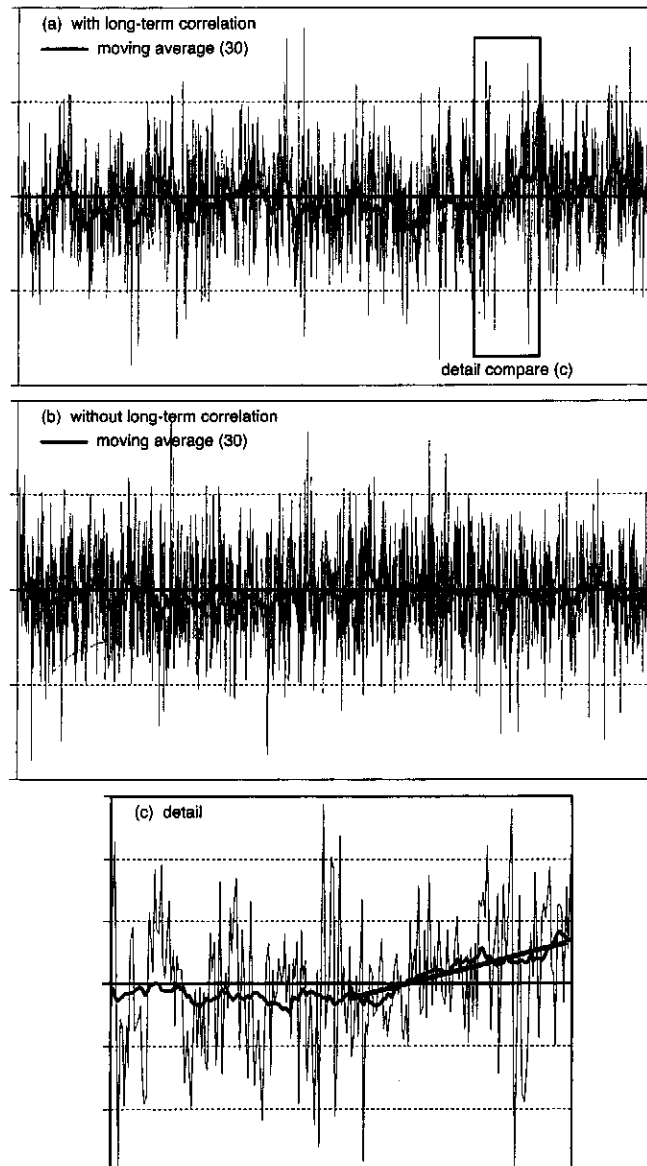 (a) with long-term correlation
moving average (30)
detail compare (c)
(b) without long-term correlation
moving average (30)
(c) detail